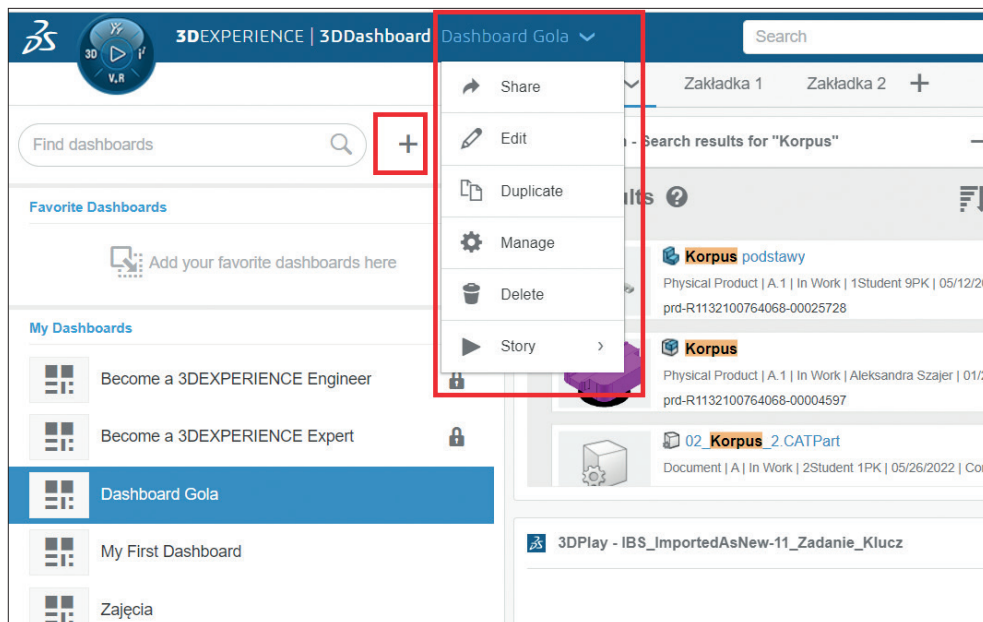 3DEXPERIENCE | 3DDashboard Dashboard Gola
Search
3D
V.R
Share
Edit
Duplicate
Manage
Delete
Story
Zakładka 1 Zakładka 2
Find dashboards
Favorite Dashboards
Add your favorite dashboards here
My Dashboards
Become a 3DEXPERIENCE Engineer
Become a 3DEXPERIENCE Expert
Dashboard Gola
My First Dashboard
Zajęcia
- Search results for "Korpus"
Korpus podstawy
Physical Product | A.1 | In Work | 1Student 9PK | 05/12/20
prd-R1132100764068-00025728
Korpus
Physical Product | A.1 | In Work | Aleksandra Szajer | 01/2
prd-R1132100764068-00004597
02_Korpus_2.CATPart
Document | A | In Work | 2Student 1PK | 05/26/2022 | Con
3DPlay - IBS_ImportedAsNew-11_Zadanie_Klucz